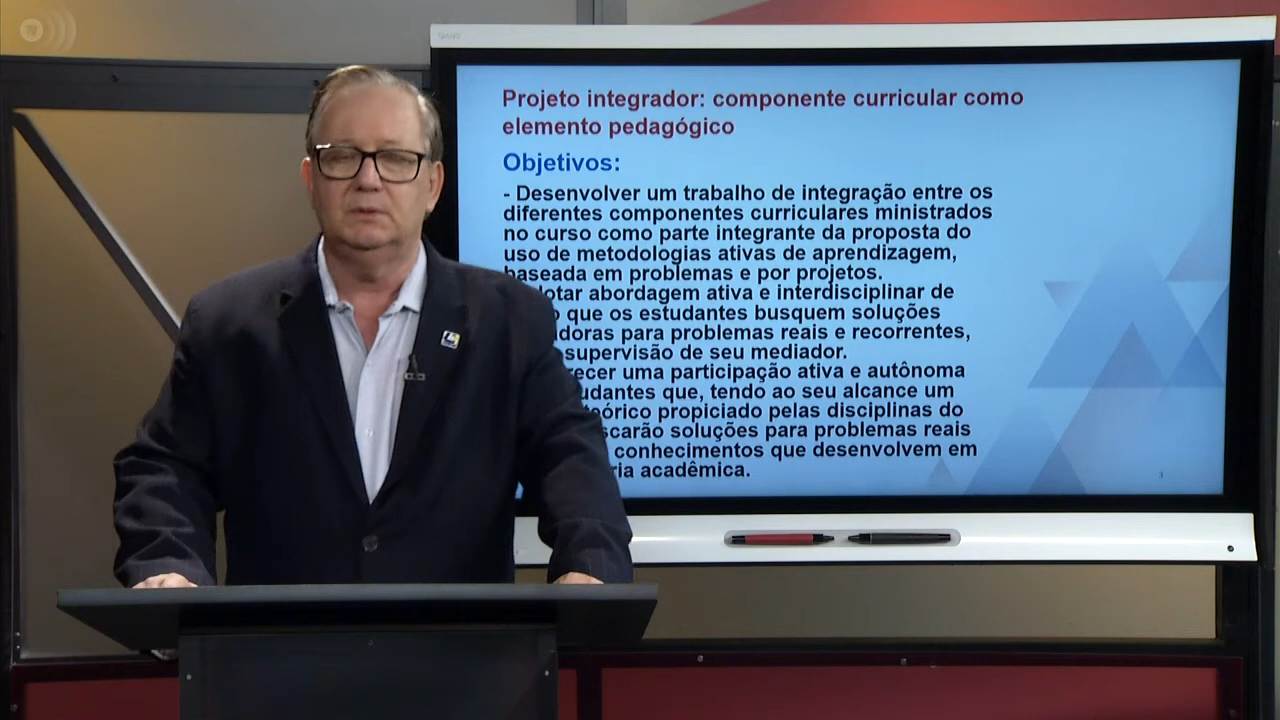 SMART
Projeto integrador: componente curricular como
elemento pedagógico
Objetivos:
- Desenvolver um trabalho de integração entre os
diferentes componentes curriculares ministrados
no curso como parte integrante da proposta do
uso de metodologias ativas de aprendizagem,
baseada em problemas e por projetos.
abordagem ativa e interdisciplinar de
que os estudantes busquem soluções
para problemas reais e recorrentes,
supervisão de seu mediador.
uma participação ativa e autônoma
que, tendo ao seu alcance um
teórico propiciado pelas disciplinas do
soluções para problemas reais
conhecimentos que desenvolvem em
acadêmica.
3